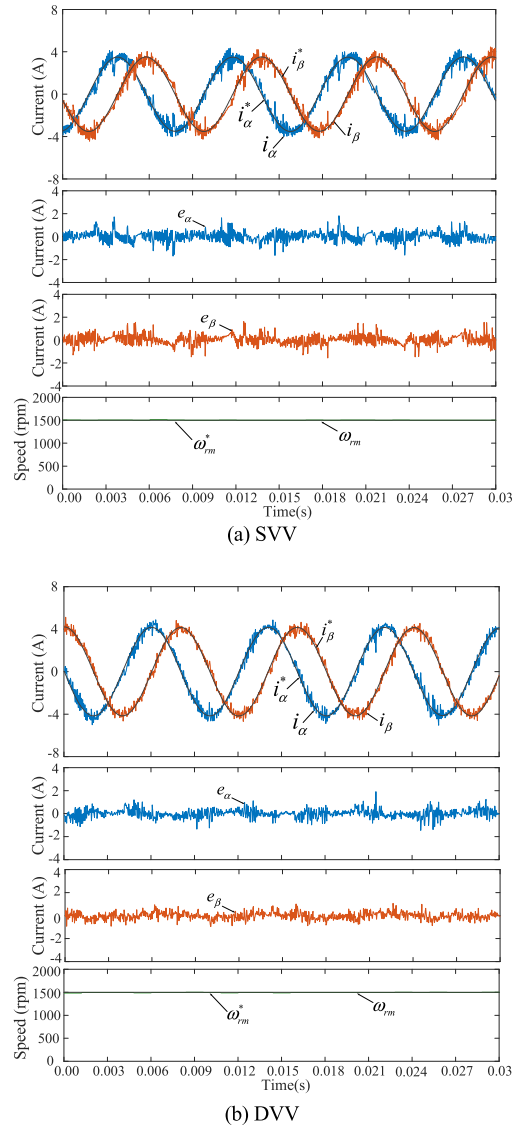 Current (A)
8
4
0
-4
-8
i*β
i*α
iα
iβ
Current (A)
4
2
0
-2
-4
eα
Current (A)
4
2
0
-2
-4
eβ
Speed (rpm)
2000
1500
1000
500
0
ω*rm
ωrm
0.00 0.003 0.006 0.009 0.012 0.015 0.018 0.021 0.027 0.03
Time(s)
(a) SVV
Current (A)
8
4
0
-4
-8
i*β
i*α
iα
iβ
Current (A)
4
2
0
-2
-4
eα
Current (A)
4
2
0
-2
-4
eβ
Speed (rpm)
2000
1500
1000
500
0
ω*rm
ωrm
0.00 0.003 0.006 0.009 0.012 0.015 0.018 0.021 0.024 0.027 0.03
Time(s)
(b) DVV